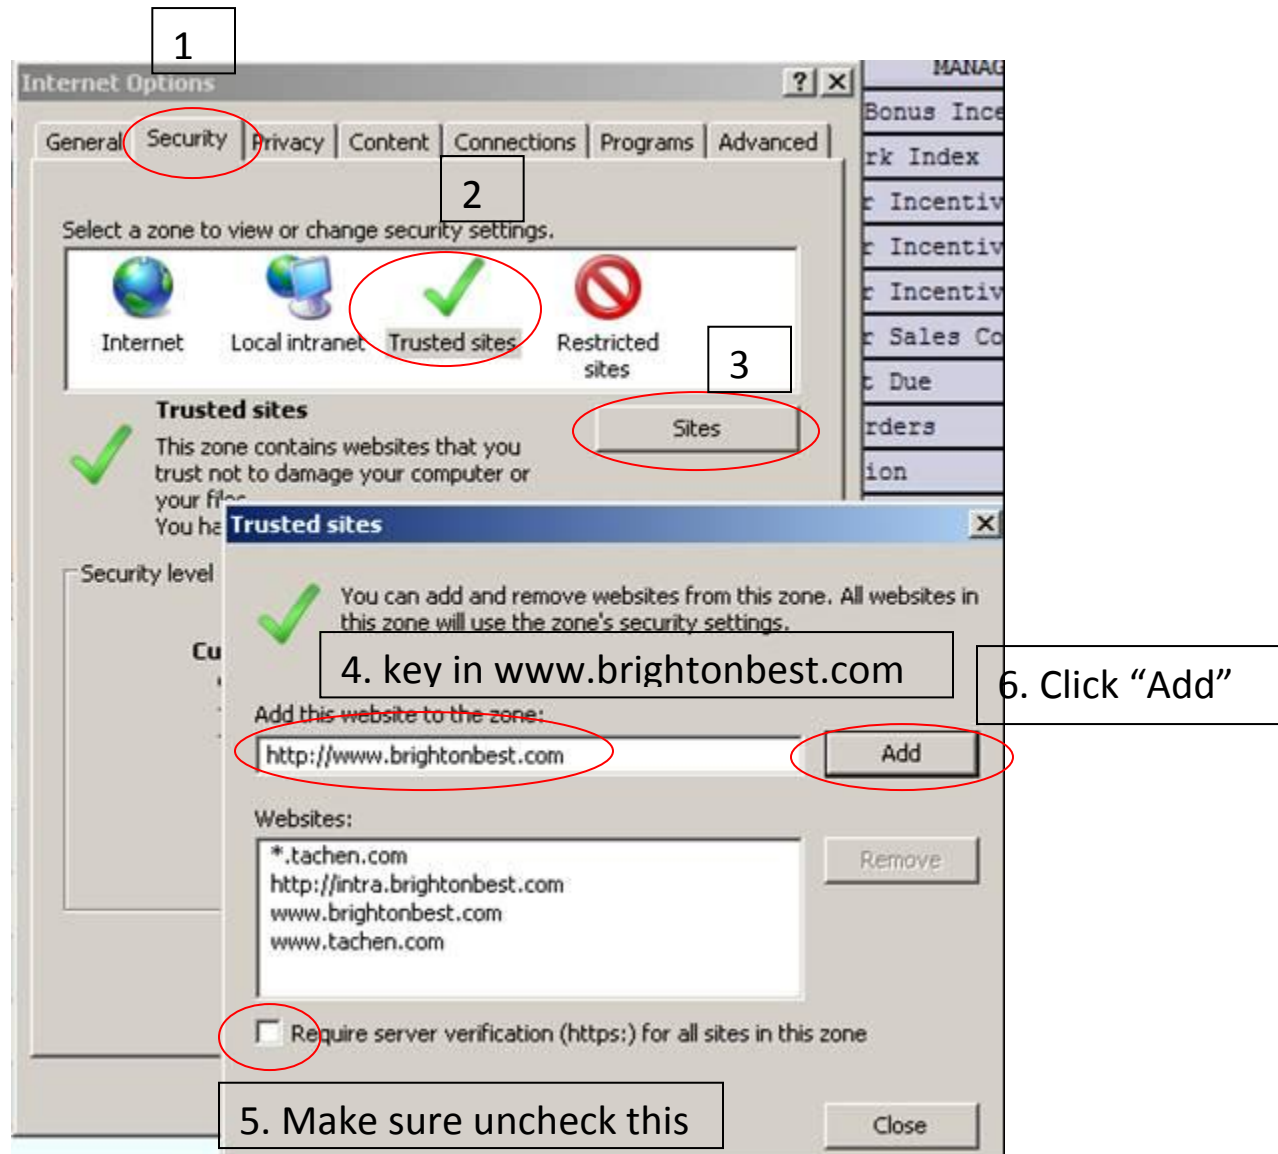 1
Internet Options
MANAG
Bonus Ince
General Security Privacy Content Connections Programs Advanced
rk Index
2
r Incentiv
Select a zone to view or change security settings.
r Incentiv
r Incentiv
Internet Local intranet Trusted sites Restricted sites
r Sales Co
3
t Due
Trusted sites
Sites
rders
This zone contains websites that you
trust not to damage your computer or
ion
your files.
You ha
Trusted sites
Security level
You can add and remove websites from this zone. All websites in
this zone will use the zone's security settings.
Cu
4. key in www.brightonbest.com
6. Click “Add”
Add this website to the zone:
http://www.brightonbest.com
Add
Websites:
*.tachen.com
Remove
http://intra.brightonbest.com
www.brightonbest.com
www.tachen.com
Require server verification (https:) for all sites in this zone
5. Make sure uncheck this
Close